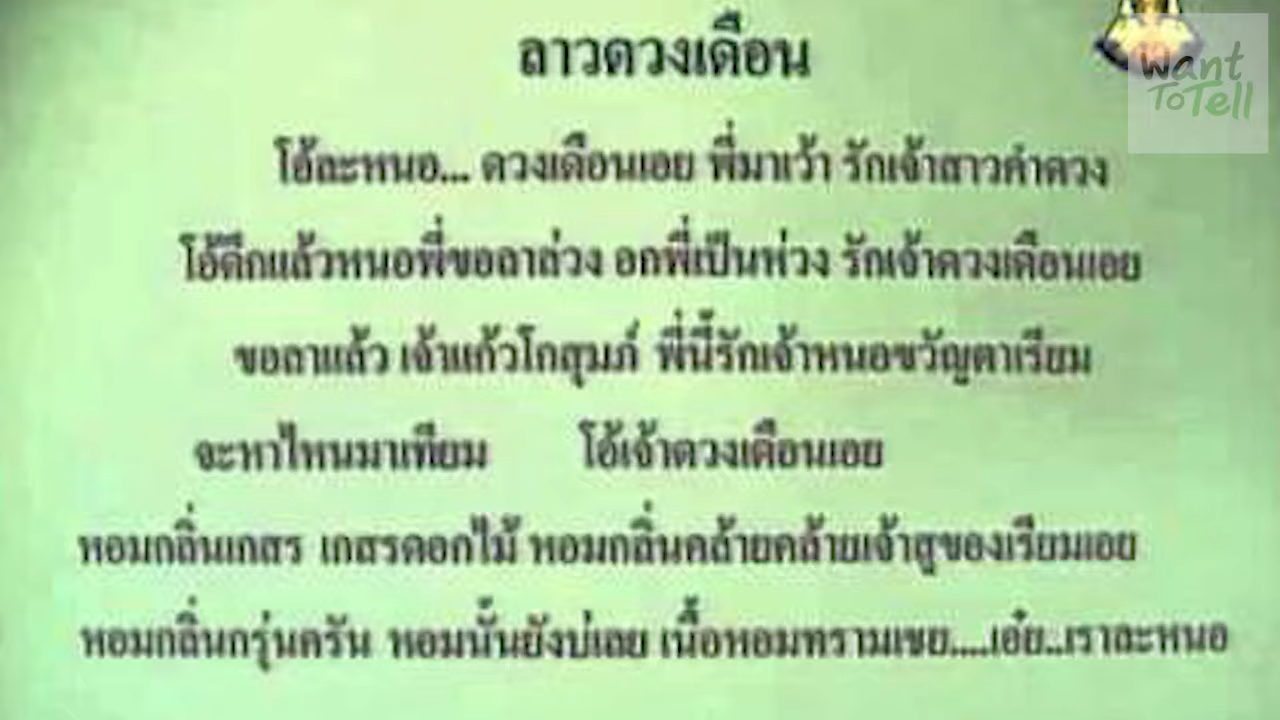 ลาวดวงเดือน
Want
To Tell
โอ้ละหนอ... ดวงเดือนเอย พี่มาเว้า รักเจ้าสาวคำดวง
โอ้ดึกแล้วหนอพี่ขอลาล่วง อกพี่เป็นห่วง รักเจ้าดวงเดือนเอย
ขอลาแล้ว เจ้าแก้วโกสุมภ์ พี่นี้รักเจ้าหนอขวัญตาเรียม
จะหาไหนมาเทียม โอ้เจ้าดวงเดือนเอย
หอมกลิ่นเกสร เกสรดอกไม้ หอมกลิ่นคล้ายคล้ายเจ้าสูของเรียมเอย
หอมกลิ่นกรุ่นครัน หอมนั้นยังบ่เลย เนื้อหอมทรามเชย....เอ๋ย..เราละหนอ